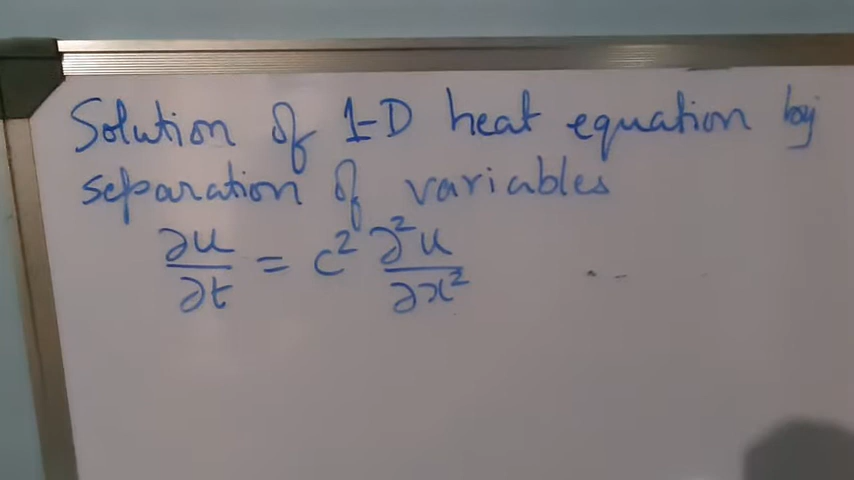 Solution of 1-D heat equation by
separation of variables
∂u/∂t = c² ∂²u/∂x²